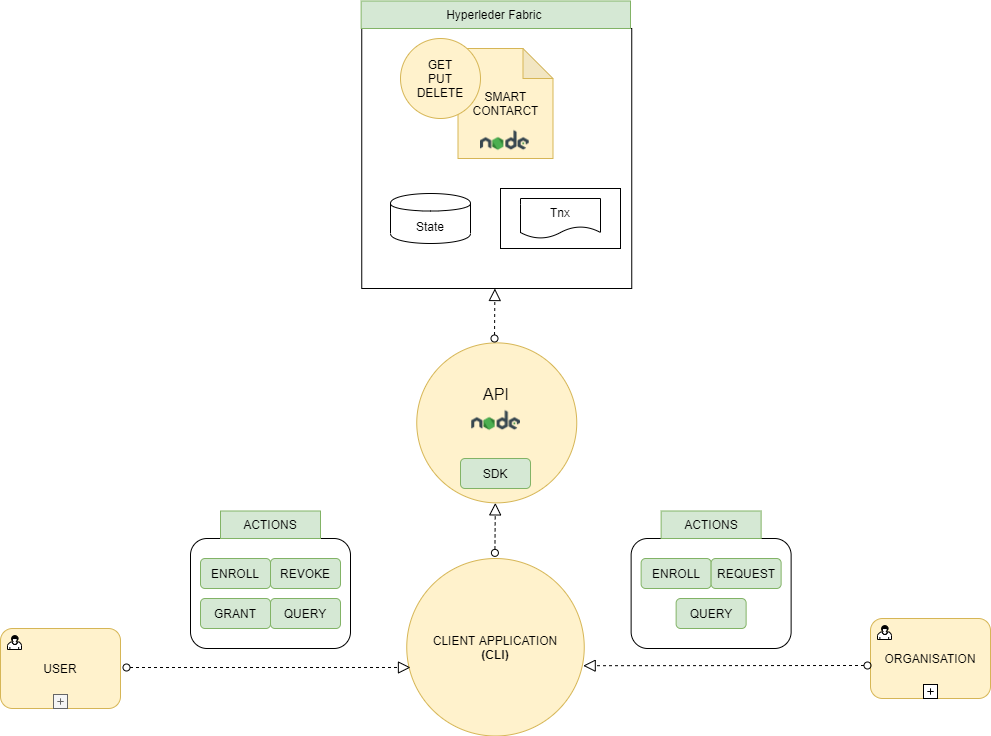 Hyperleder Fabric
GET
PUT
DELETE
SMART
CONTARCT
node
State
Tnx
API
node
SDK
ACTIONS
ENROLL REVOKE
GRANT QUERY
ACTIONS
ENROLL REQUEST
QUERY
CLIENT APPLICATION
(CLI)
USER
ORGANISATION